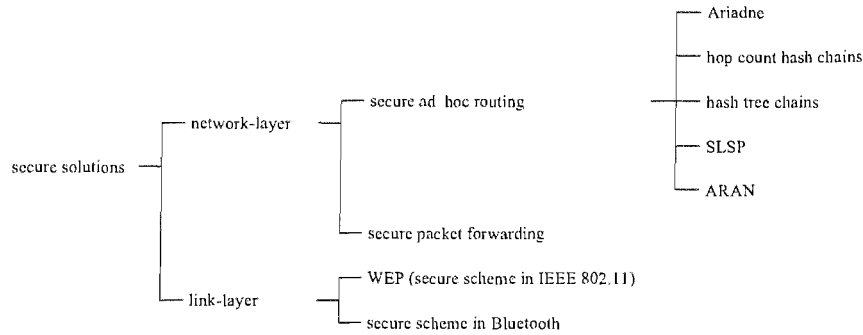 Ariadne
hop count hash chains
secure ad hoc routing
hash tree chains
network-layer
SLSP
secure solutions
ARAN
secure packet forwarding
WEP (secure scheme in IEEE 802.11)
link-layer
secure scheme in Bluetooth